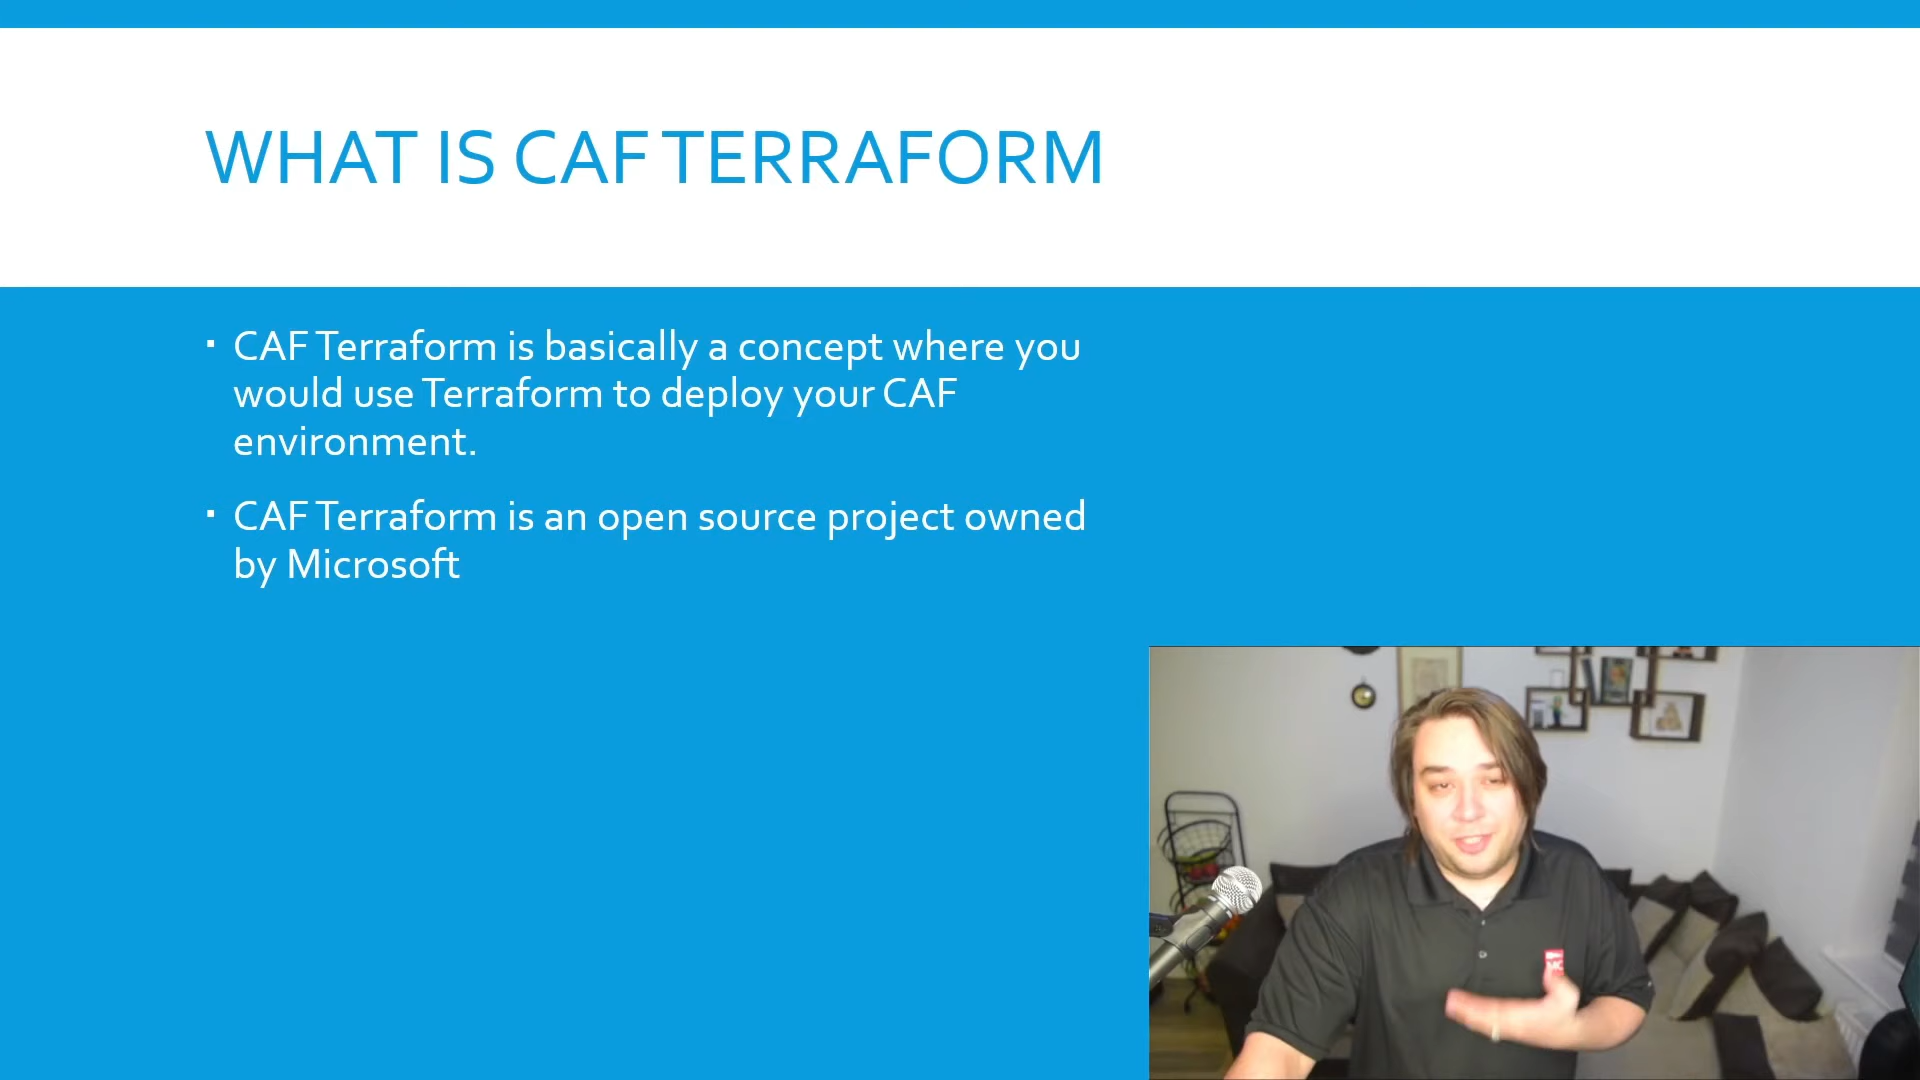 WHAT IS CAF TERRAFORM
▪ CAF Terraform is basically a concept where you
would use Terraform to deploy your CAF
environment.
▪ CAF Terraform is an open source project owned
by Microsoft